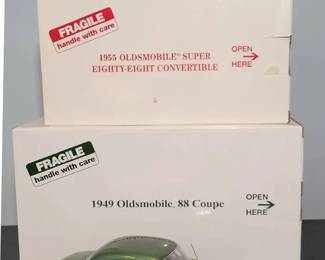 FRAGILE
handle with care
1955 OLDSMOBILE® SUPER
EIGHTY-EIGHT CONVERTIBLE
OPEN
HERE
FRAGILE
handle with care
1949 Oldsmobile, 88 Coupe
OPEN
HERE